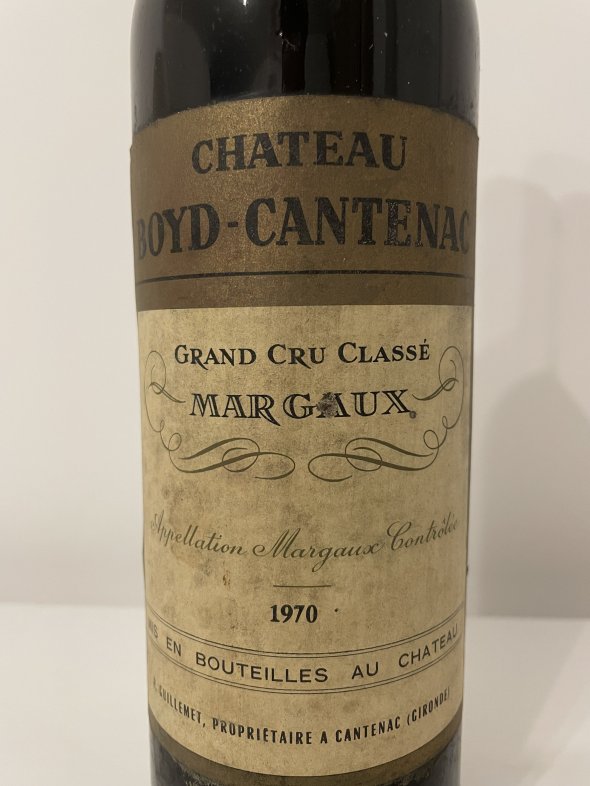 CHATEAU
BOYD-CANTENAC
GRAND CRU CLASSÉ
MARGAUX
Appellation Margaux Contrôlée
1970
MIS EN BOUTEILLES AU CHATEAU
GUILLEMET, PROPRIÉTAIRE A CANTENAC (GIRONDE)